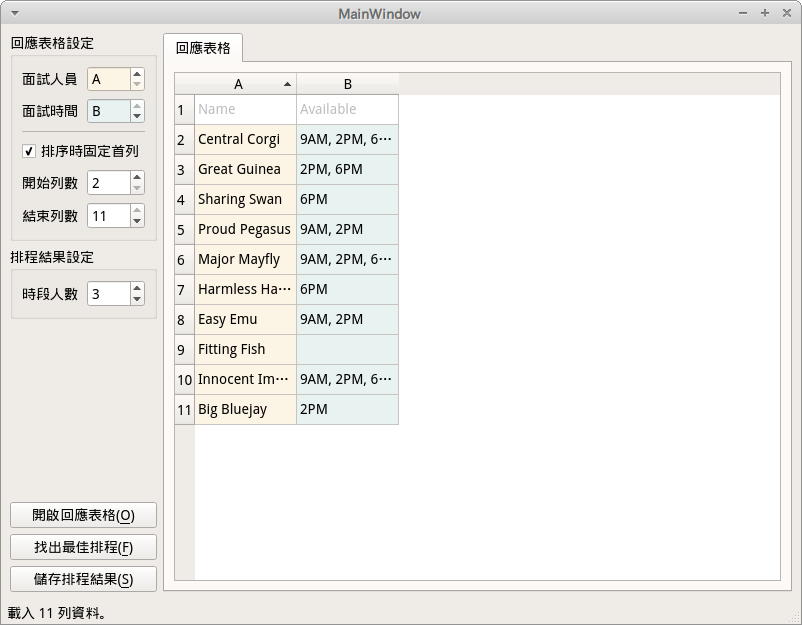 MainWindow
回應表格設定
面試人員 A
面試時間 B
排序時固定首列
開始列數 2
結束列數 11
排程結果設定
時段人數 3
開啟回應表格(O)
找出最佳排程(F)
儲存排程結果(S)
回應表格
A B
1 Name Available
2 Central Corgi 9AM, 2PM, 6⋯
3 Great Guinea 2PM, 6PM
4 Sharing Swan 6PM
5 Proud Pegasus 9AM, 2PM
6 Major Mayfly 9AM, 2PM, 6⋯
7 Harmless Ha⋯ 6PM
8 Easy Emu 9AM, 2PM
9 Fitting Fish
10 Innocent Im⋯ 9AM, 2PM, 6⋯
11 Big Bluejay 2PM
載入 11 列資料。